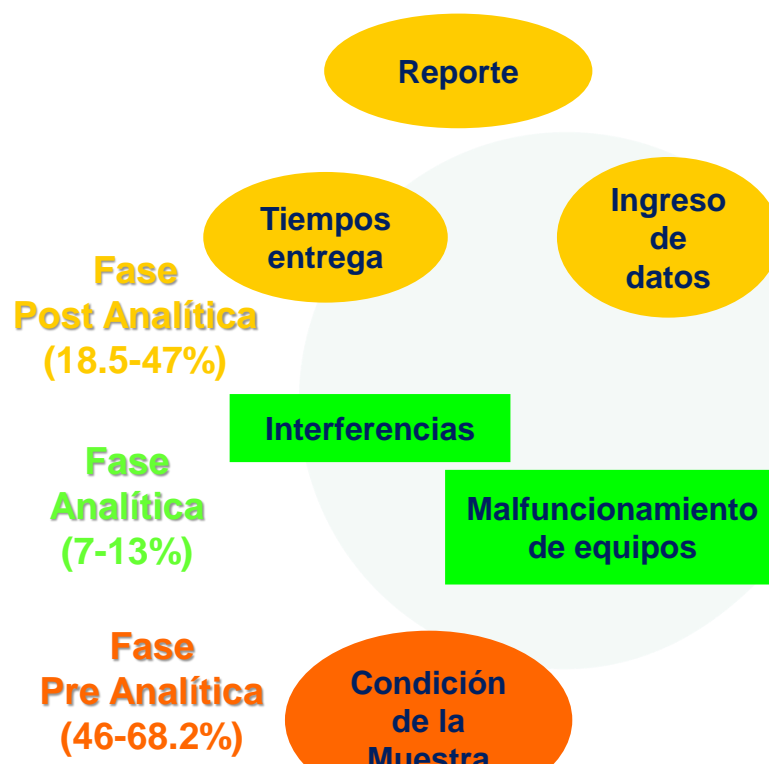 Reporte
Tiempos
entrega
Ingreso
de
datos
Fase
Post Analítica
(18.5-47%)
Interferencias
Fase
Analítica
(7-13%)
Malfuncionamiento
de equipos
Fase
Pre Analítica
(46-68.2%)
Condición
de la
Muestra